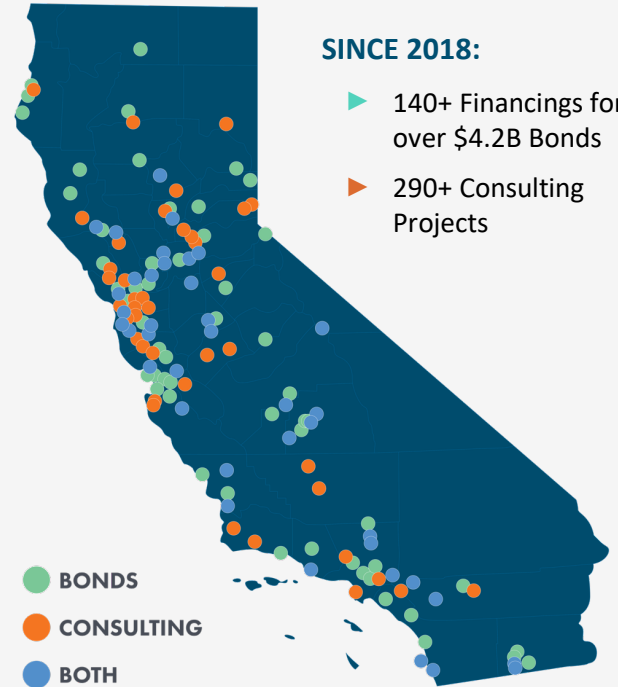 SINCE 2018:
140+ Financings for
over $4.2B Bonds
290+ Consulting
Projects
BONDS
CONSULTING
BOTH